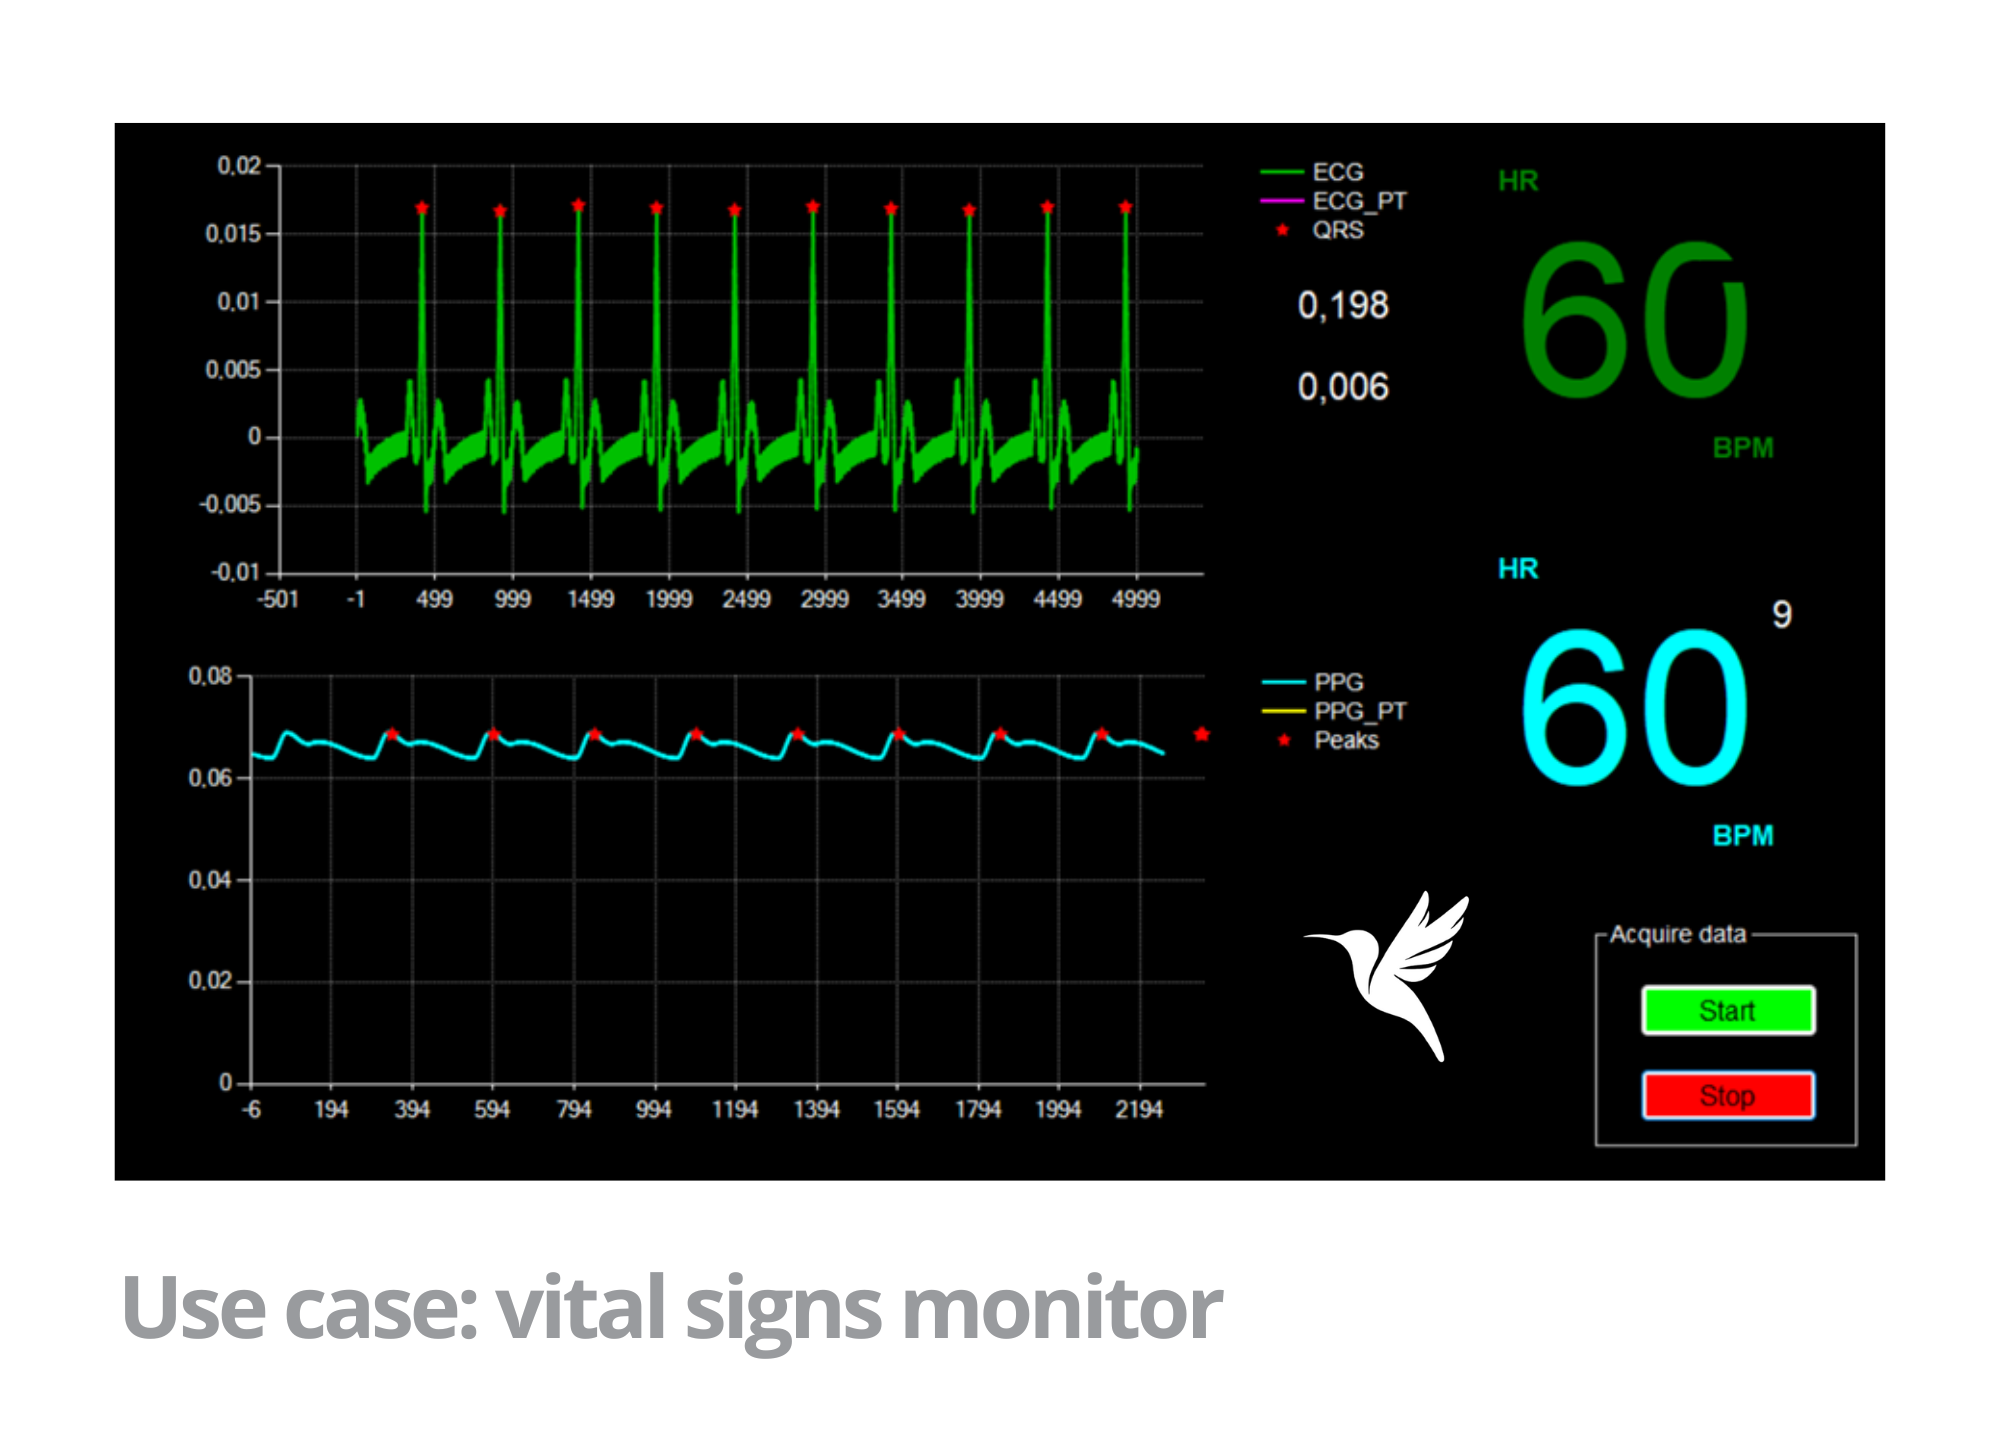 0,02
0,015
0,01
0,005
0
-0,005
-0,01
-501 -1 499 999 1499 1999 2499 2999 3499 3999 4499 4999
ECG
ECG_PT
QRS
0,198
0,006
HR
60
BPM
0,08
0,06
0,04
0,02
0
-6 194 394 594 794 994 1194 1394 1594 1794 1994 2194
PPG
PPG_PT
Peaks
HR
9
60
BPM
Acquire data
Start
Stop
Use case: vital signs monitor